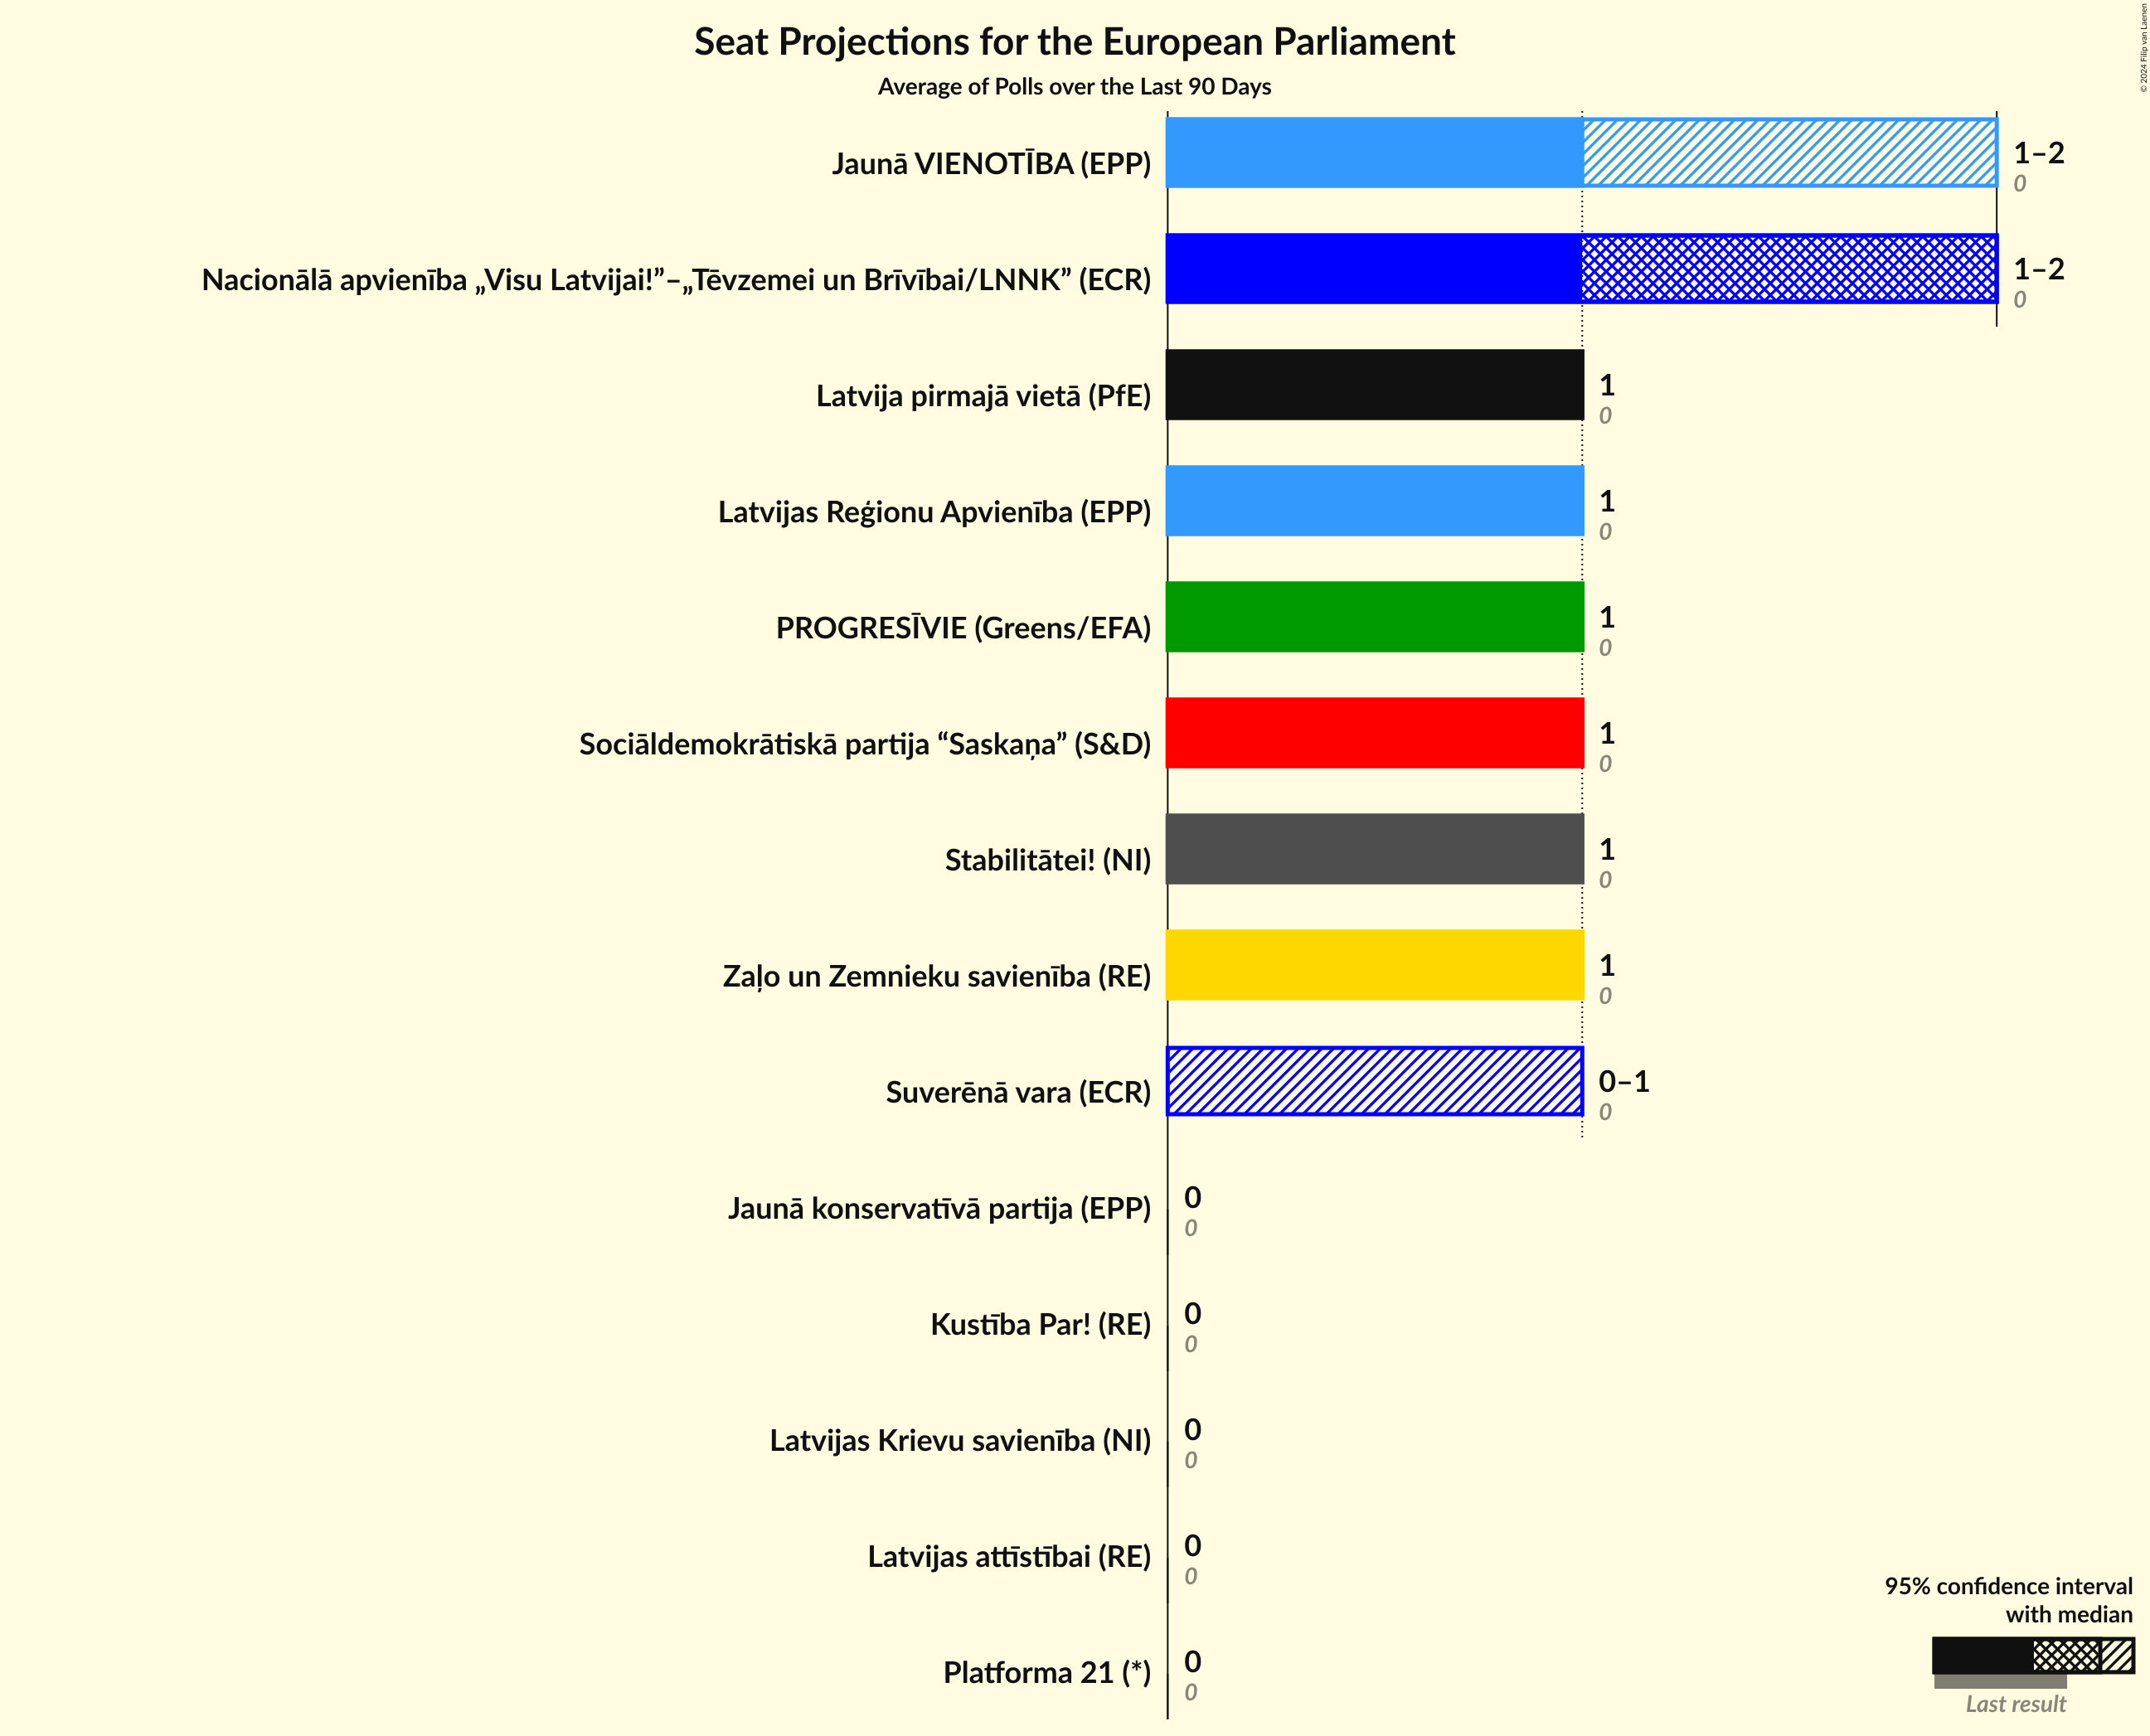 Seat Projections for the European Parliament
Average of Polls over the Last 90 Days
© 2024 Filip van Laenen
Jaunā VIENOTĪBA (EPP)
1–2
0
Nacionālā apvienība „Visu Latvijai!”–„Tēvzemei un Brīvībai/LNNK” (ECR)
1–2
0
Latvija pirmajā vietā (PfE)
1
0
Latvijas Reģionu Apvienība (EPP)
1
0
PROGRESĪVIE (Greens/EFA)
1
0
Sociāldemokrātiskā partija “Saskaņa” (S&D)
1
0
Stabilitātei! (NI)
1
0
Zaļo un Zemnieku savienība (RE)
1
0
Suverēnā vara (ECR)
0–1
0
Jaunā konservatīvā partija (EPP)
0
0
Kustība Par! (RE)
0
0
Latvijas Krievu savienība (NI)
0
0
Latvijas attīstībai (RE)
0
0
Platforma 21 (*)
0
0
95% confidence interval
with median
Last result